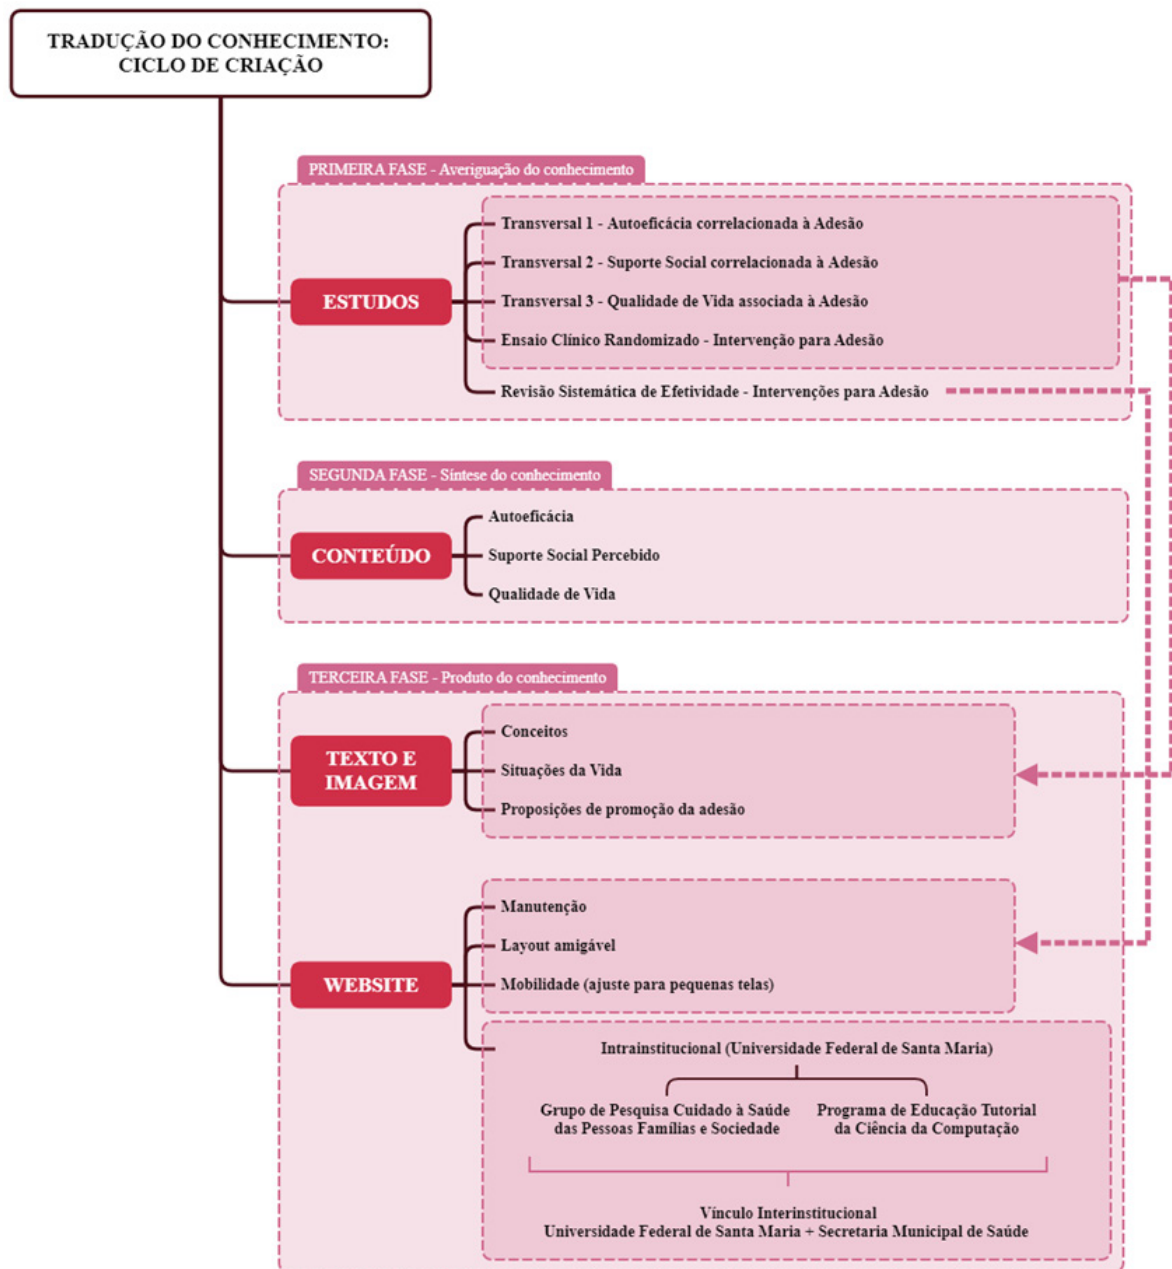 TRADUÇÃO DO CONHECIMENTO:
CICLO DE CRIAÇÃO
PRIMEIRA FASE - Averiguação do conhecimento
ESTUDOS
Transversal 1 - Autoeficácia correlacionada à Adesão
Transversal 2 - Suporte Social correlacionada à Adesão
Transversal 3 - Qualidade de Vida associada à Adesão
Ensaio Clínico Randomizado - Intervenção para Adesão
Revisão Sistemática de Efetividade - Intervenções para Adesão
SEGUNDA FASE - Síntese do conhecimento
CONTEÚDO
Autoeficácia
Suporte Social Percebido
Qualidade de Vida
TERCEIRA FASE - Produto do conhecimento
TEXTO E
IMAGEM
Conceitos
Situações da Vida
Proposições de promoção da adesão
WEBSITE
Manutenção
Layout amigável
Mobilidade (ajuste para pequenas telas)
Intrainstitucional (Universidade Federal de Santa Maria)
Grupo de Pesquisa Cuidado à Saúde
das Pessoas Famílias e Sociedade
Programa de Educação Tutorial
da Ciência da Computação
Vínculo Interinstitucional
Universidade Federal de Santa Maria + Secretaria Municipal de Saúde